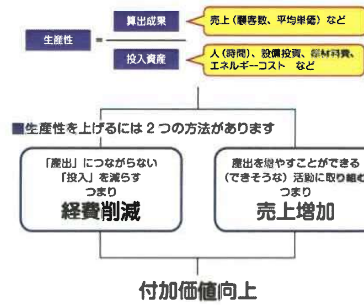 生産性 =
算出成果
売上(顧客数、平均単価)など
投入資産
人(時間)、設備投資、原材料費、
エネルギーコスト など
■生産性を上げるには2つの方法があります
「産出」につながらない
「投入」を減らす
つまり
経費削減
産出を増やすことができる
(できそうな)活動に取り組む
つまり
売上増加
付加価値向上